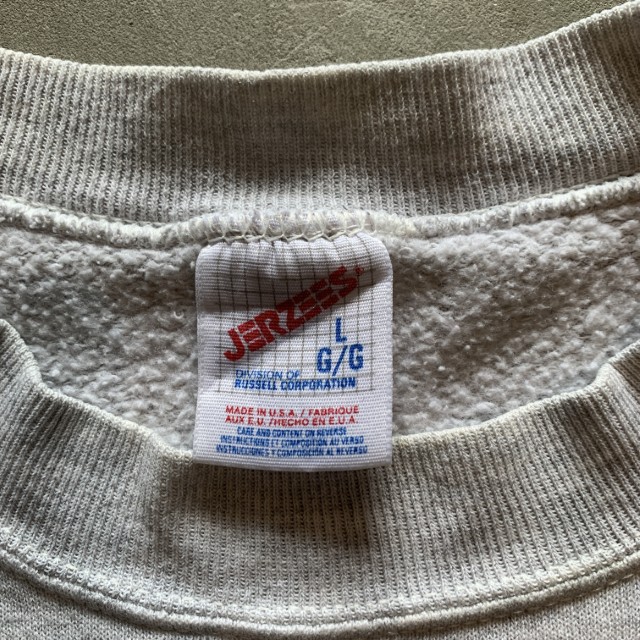 JERZEES®
L
G/G
DIVISION OF
RUSSELL CORPORATION
MADE IN U.S.A. / FABRIQUE
AUX E.U. / HECHO EN E.U.A.
CARE AND CONTENT ON REVERSE
INSTRUCTIONS ET COMPOSITION AU VERSO
INSTRUCCIONES Y COMPOSICIÓN AL REVERSO